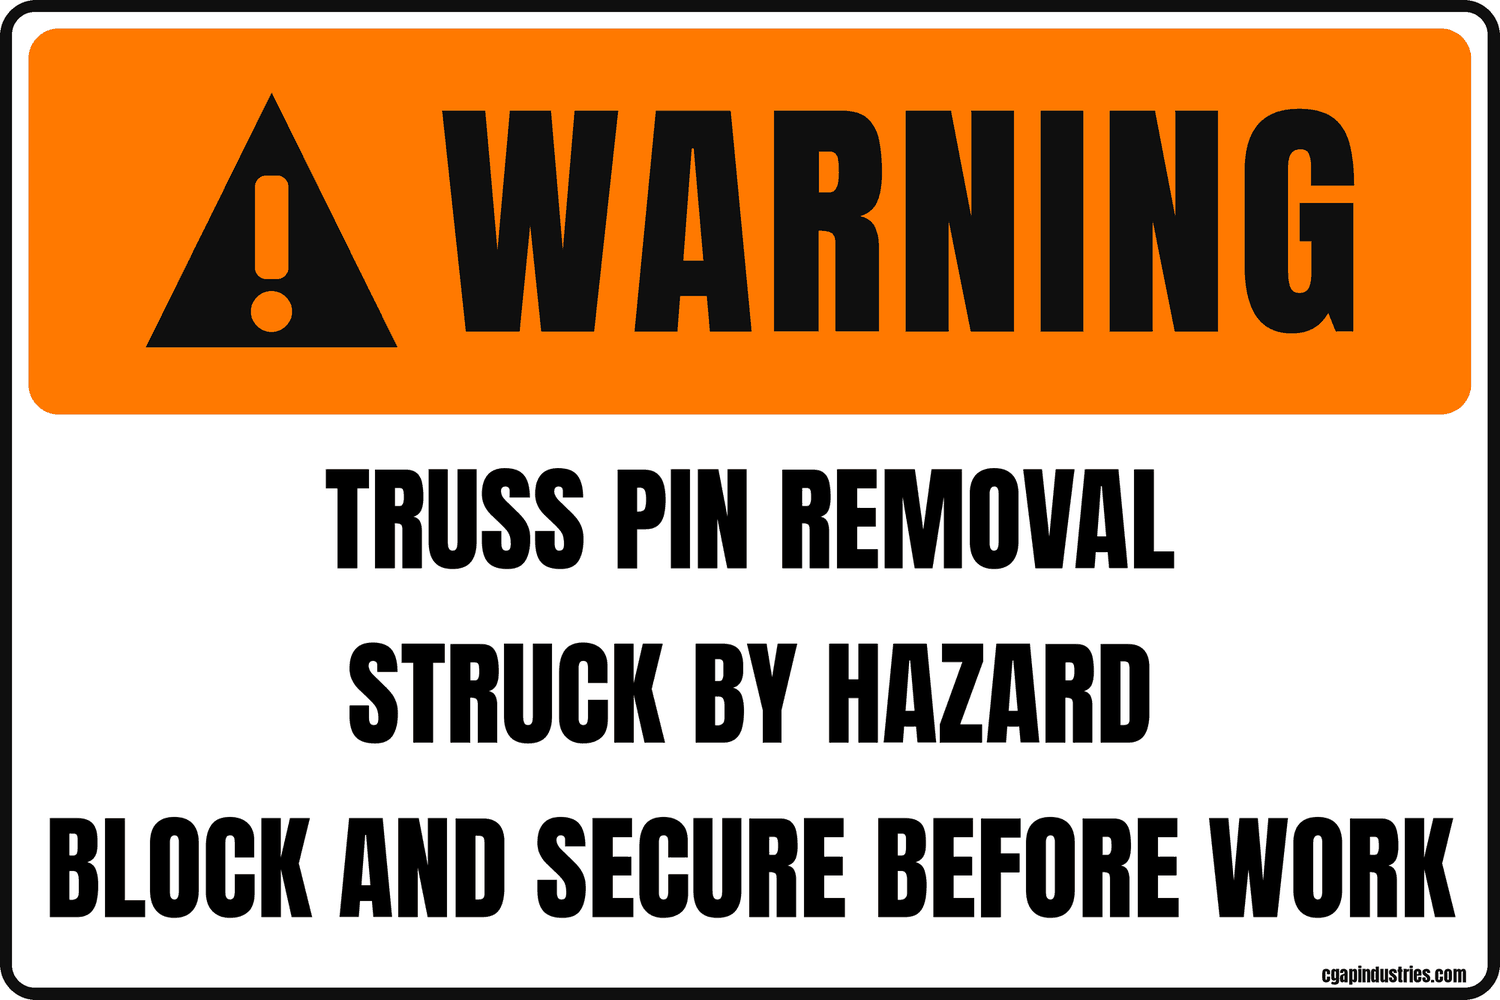 WARNING
TRUSS PIN REMOVAL
STRUCK BY HAZARD
BLOCK AND SECURE BEFORE WORK
cgapindustries.com